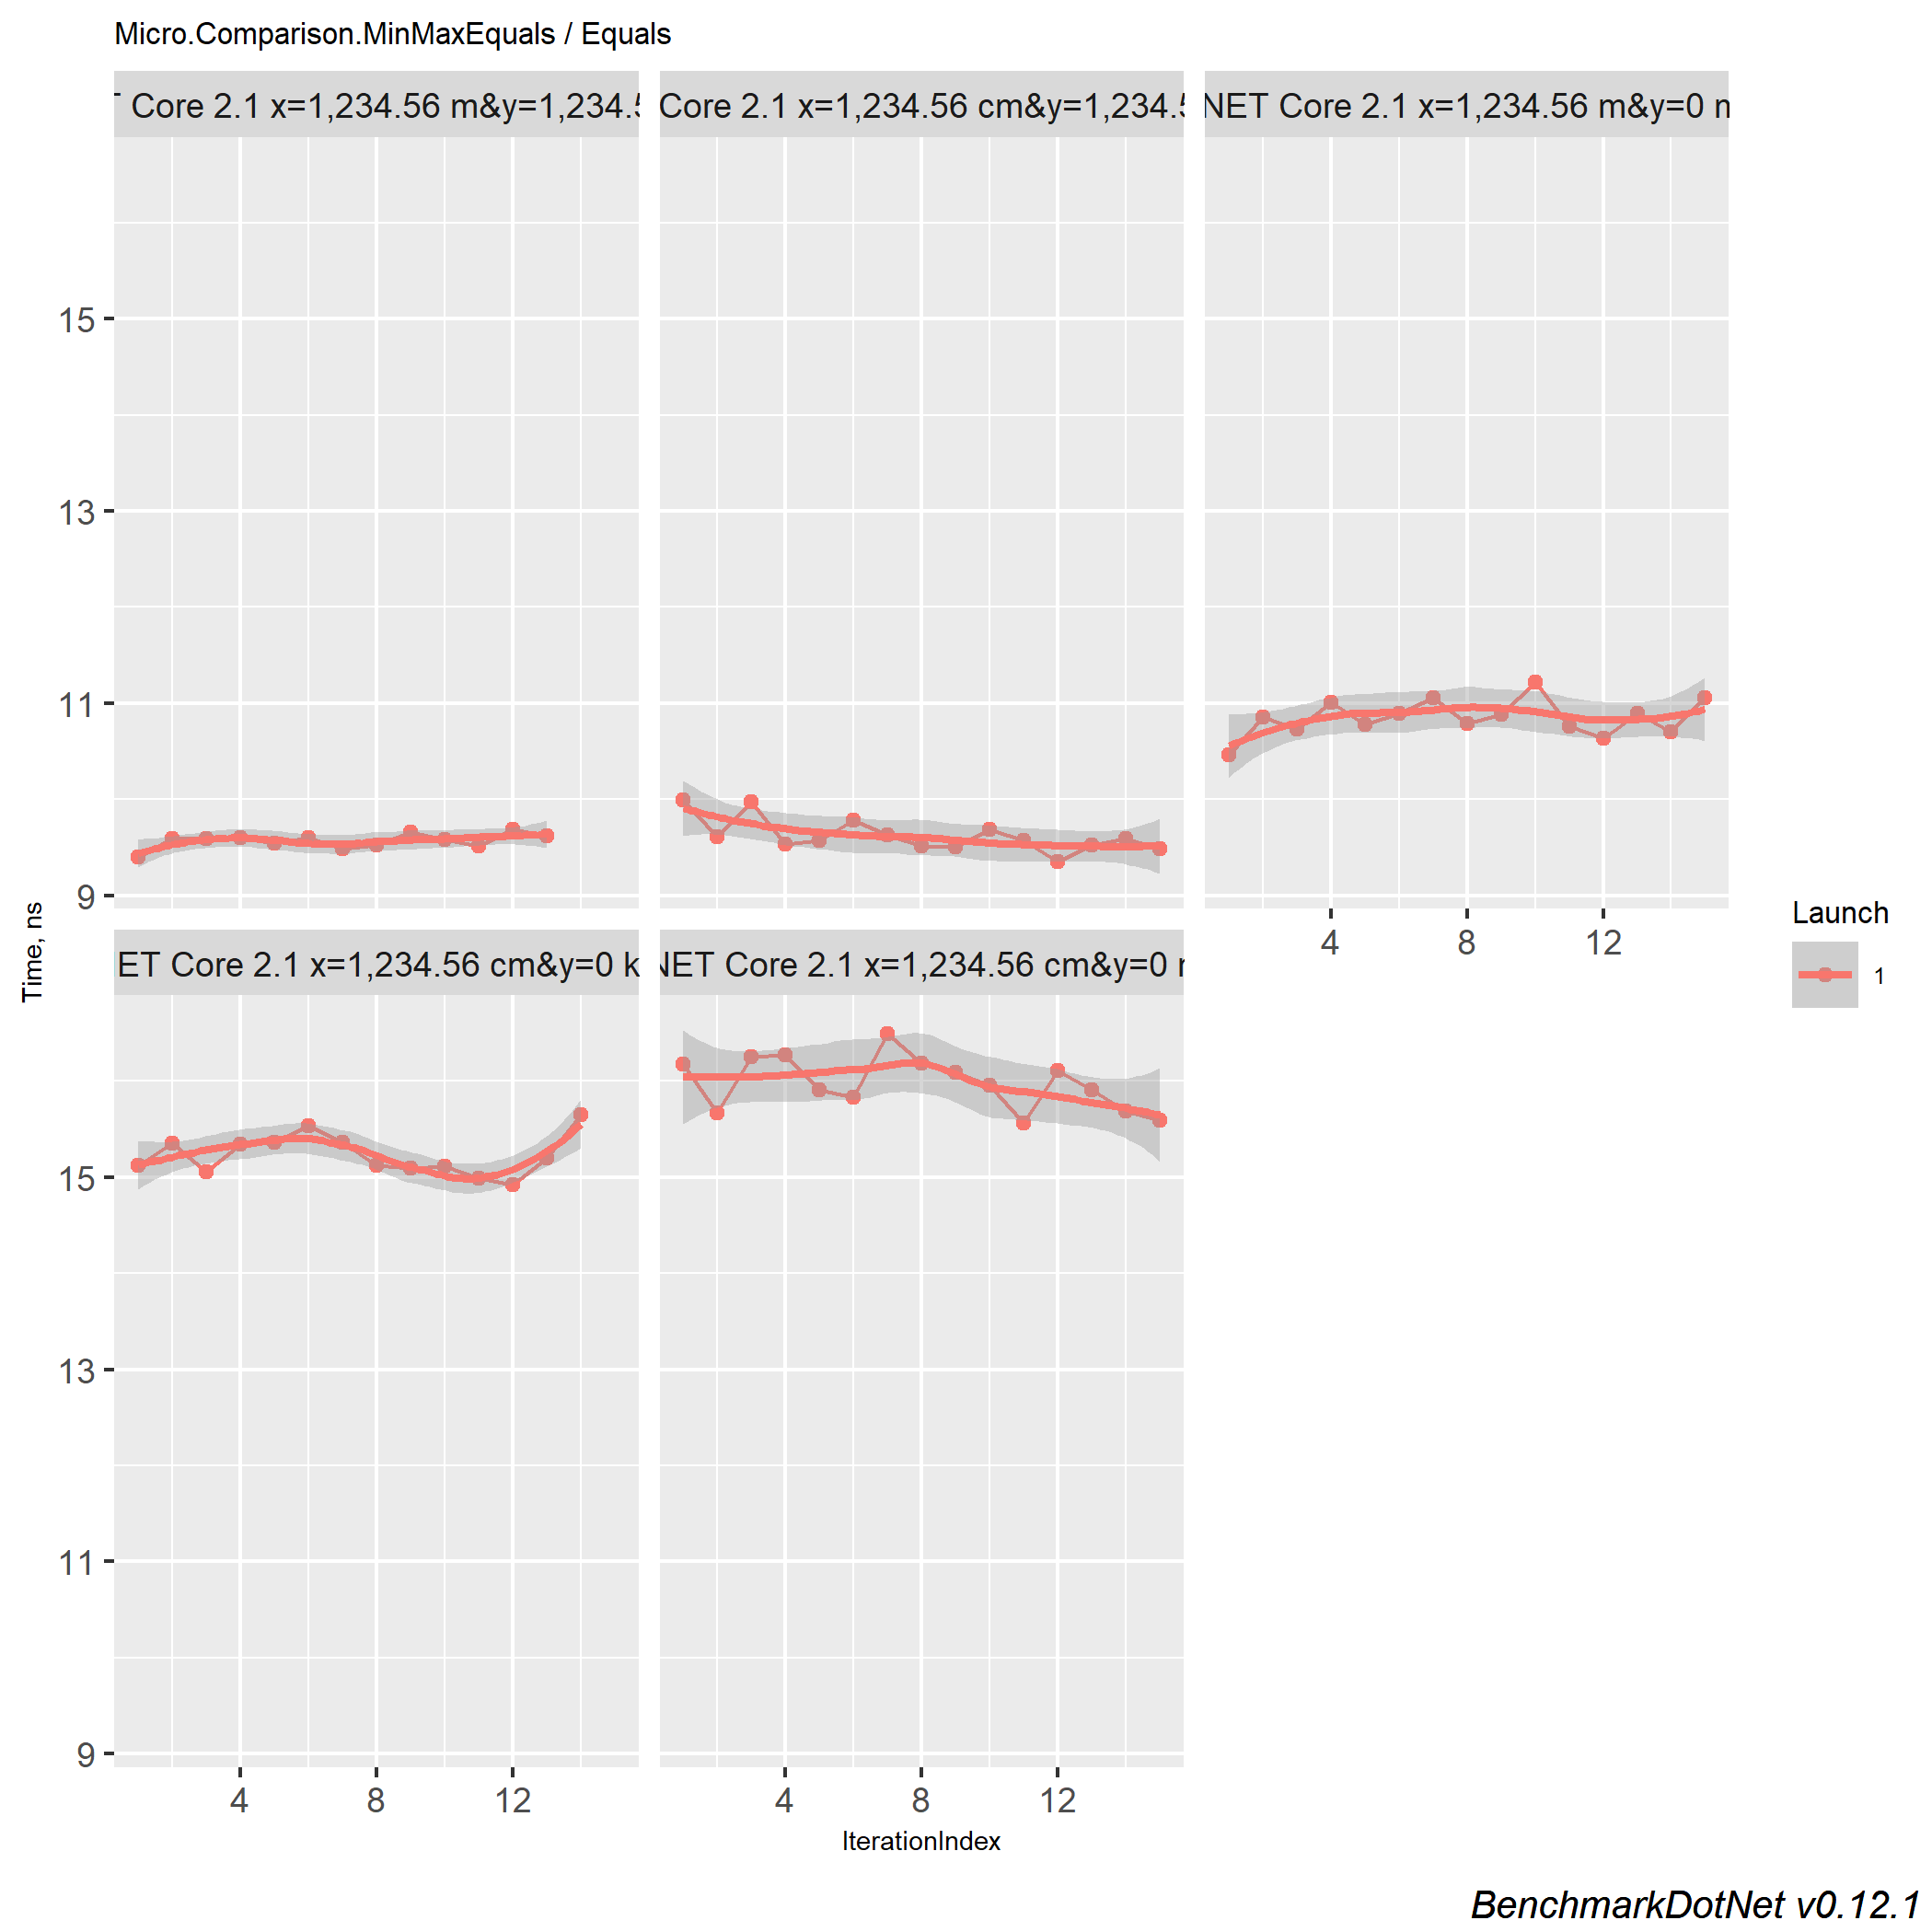 Micro.Comparison.MinMaxEquals / Equals
Core 2.1 x=1,234.56 m&y=1,234.5
Core 2.1 x=1,234.56 cm&y=1,234.5
NET Core 2.1 x=1,234.56 m&y=0
15
13
11
9
4 8 12
Time, ns
Launch
1
ET Core 2.1 x=1,234.56 cm&y=0 k
NET Core 2.1 x=1,234.56 cm&y=0
15
13
11
9
4 8 12
4 8 12
IterationIndex
BenchmarkDotNet v0.12.1